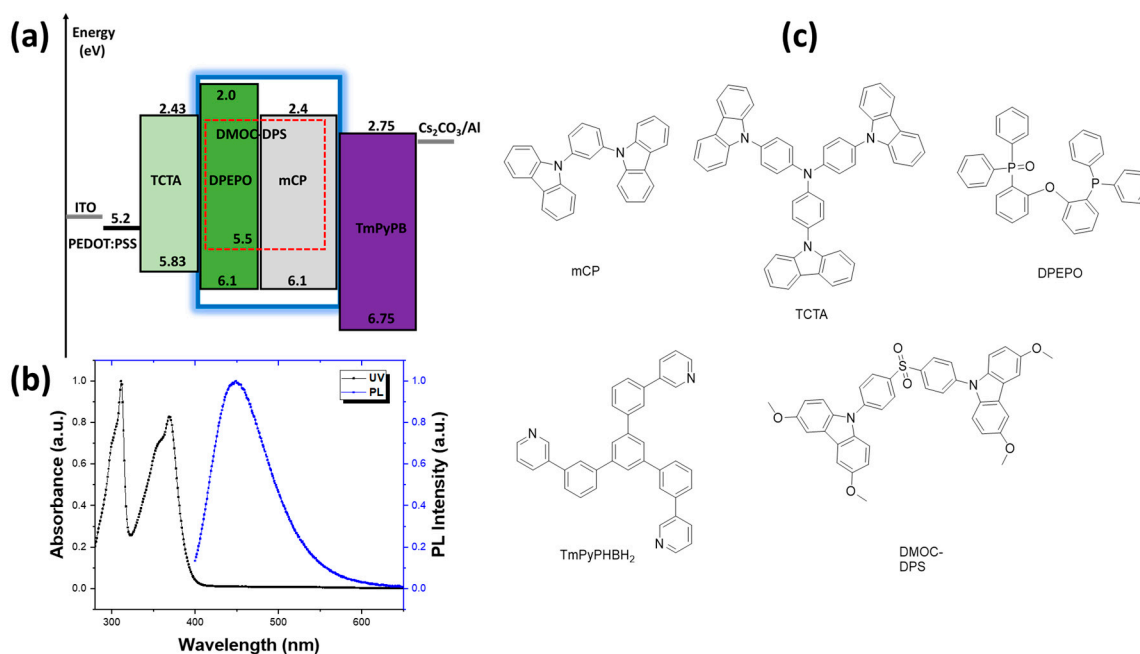 (a)
Energy
(eV)
2.43
2.0
2.4
2.75
Cs₂CO₃/Al
DMOC-DPS
TCTA
DPEPO
mCP
TmPyPB
ITO
5.2
PEDOT:PSS
5.5
5.83
6.1
6.1
6.75
(b)
UV
PL
1.0
0.8
0.6
0.4
0.2
0.0
1.0
0.8
0.6
0.4
0.2
0.0
Absorbance (a.u.)
PL Intensity (a.u.)
300
400
500
600
Wavelength (nm)
(c)
N
N
mCP
N
N
N
N
TCTA
P
O
O
P
DPEPO
N
N
N
TmPyPHBH₂
O
O
S
O
N
N
O
O
O
DMOC-
DPS